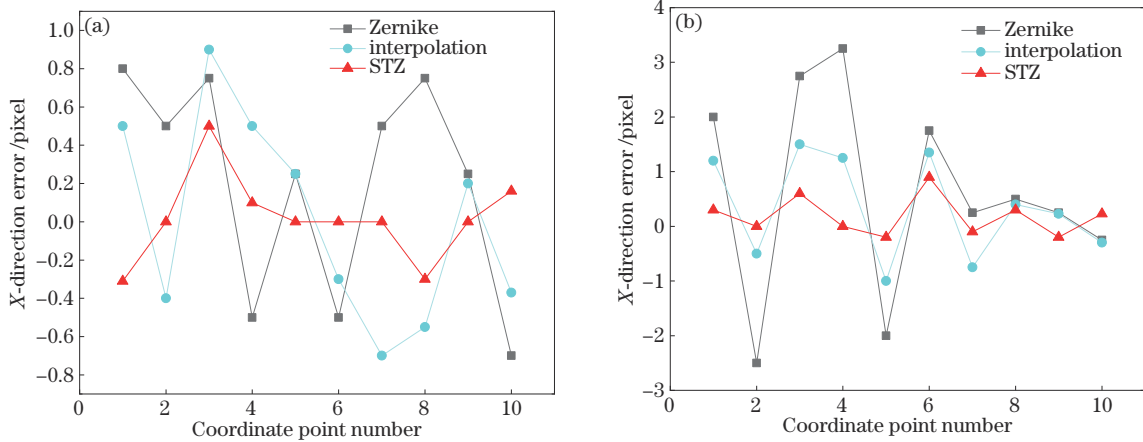 (a)
Zernike
interpolation
STZ
1.0
0.8
0.6
0.4
0.2
0.0
−0.2
−0.4
−0.6
−0.8
X-direction error/pixel
0
2
4
6
8
10
Coordinate point number
(b)
Zernike
interpolation
STZ
4
3
2
1
0
−1
−2
−3
X-direction error/pixel
0
2
4
6
8
10
Coordinate point number